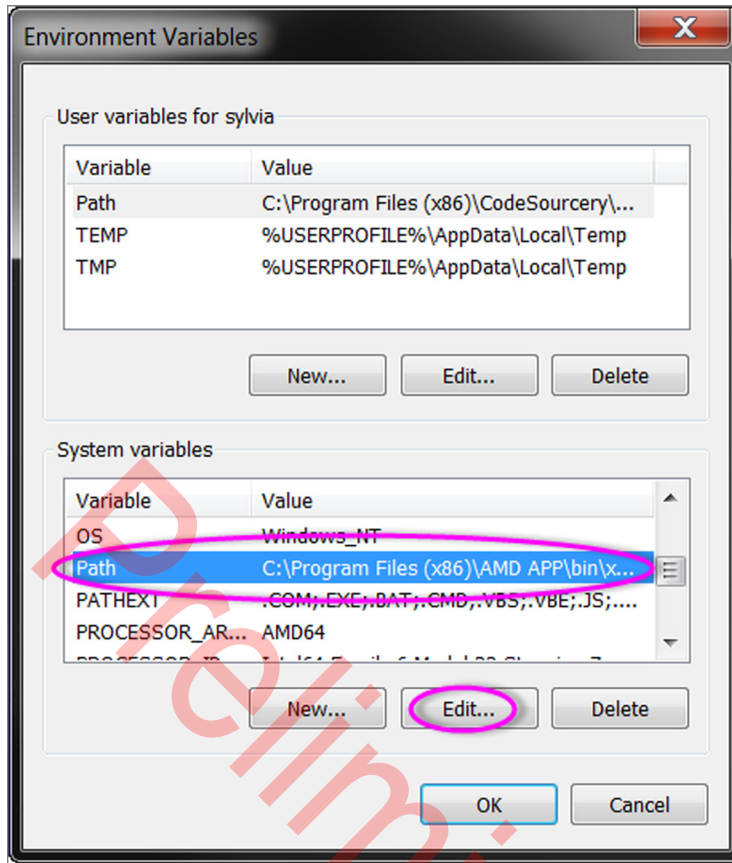 Environment Variables
User variables for sylvia
Variable Value
Path C:\Program Files (x86)\CodeSourcery\...
TEMP %USERPROFILE%\AppData\Local\Temp
TMP %USERPROFILE%\AppData\Local\Temp
New... Edit... Delete
System variables
Variable Value
OS Windows_NT
Path C:\Program Files (x86)\AMD APP\bin\x...
PATHEXT .COM;.EXE;.BAT;.CMD;.VBS;.VBE;.JS;....
PROCESSOR_AR... AMD64
New... Edit... Delete
OK Cancel
Prelimi